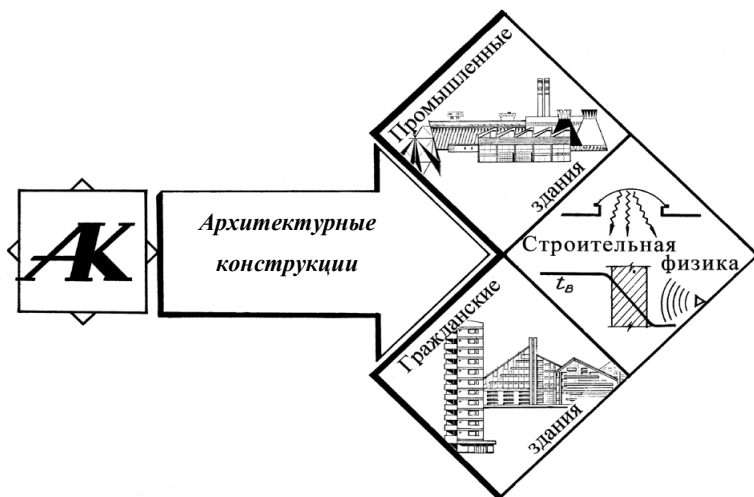 АК
Архитектурные
конструкции
Промышленные
здания
Строительная
физика
tв
Гражданские
здания